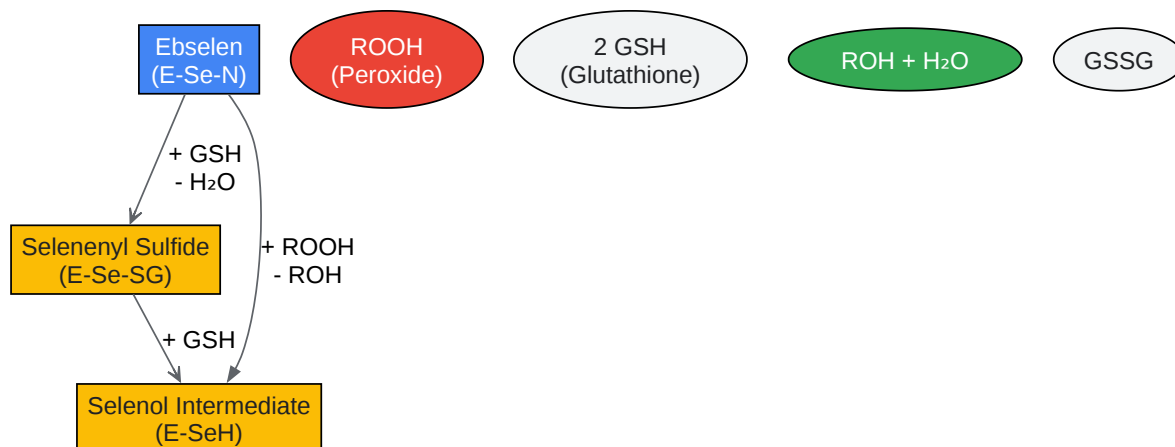 Ebselen
(E-Se-N)
ROOH
(Peroxide)
2 GSH
(Glutathione)
ROH + H₂O
GSSG
+ GSH
- H₂O
Selenenyl Sulfide
(E-Se-SG)
+ ROOH
- ROH
+ GSH
Selenol Intermediate
(E-SeH)